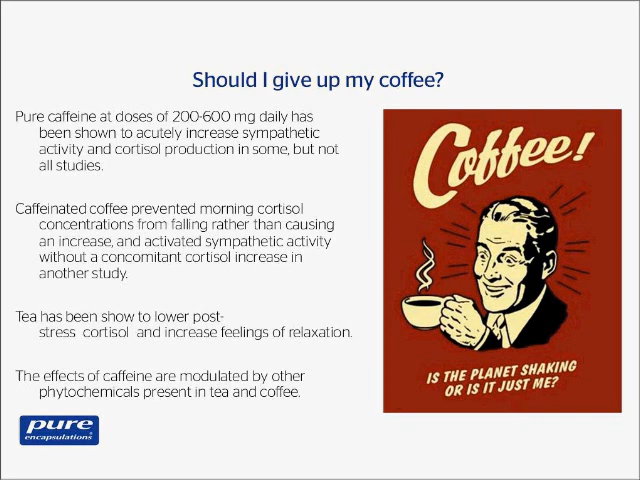 Should I give up my coffee?
Pure caffeine at doses of 200-600 mg daily has
been shown to acutely increase sympathetic
activity and cortisol production in some, but not
all studies.
Caffeinated coffee prevented morning cortisol
concentrations from falling rather than causing
an increase, and activated sympathetic activity
without a concomitant cortisol increase in
another study.
Tea has been show to lower post-
stress cortisol and increase feelings of relaxation.
The effects of caffeine are modulated by other
phytochemicals present in tea and coffee.
pure
encapsulations®
Coffee!
IS THE PLANET SHAKING
OR IS IT JUST ME?